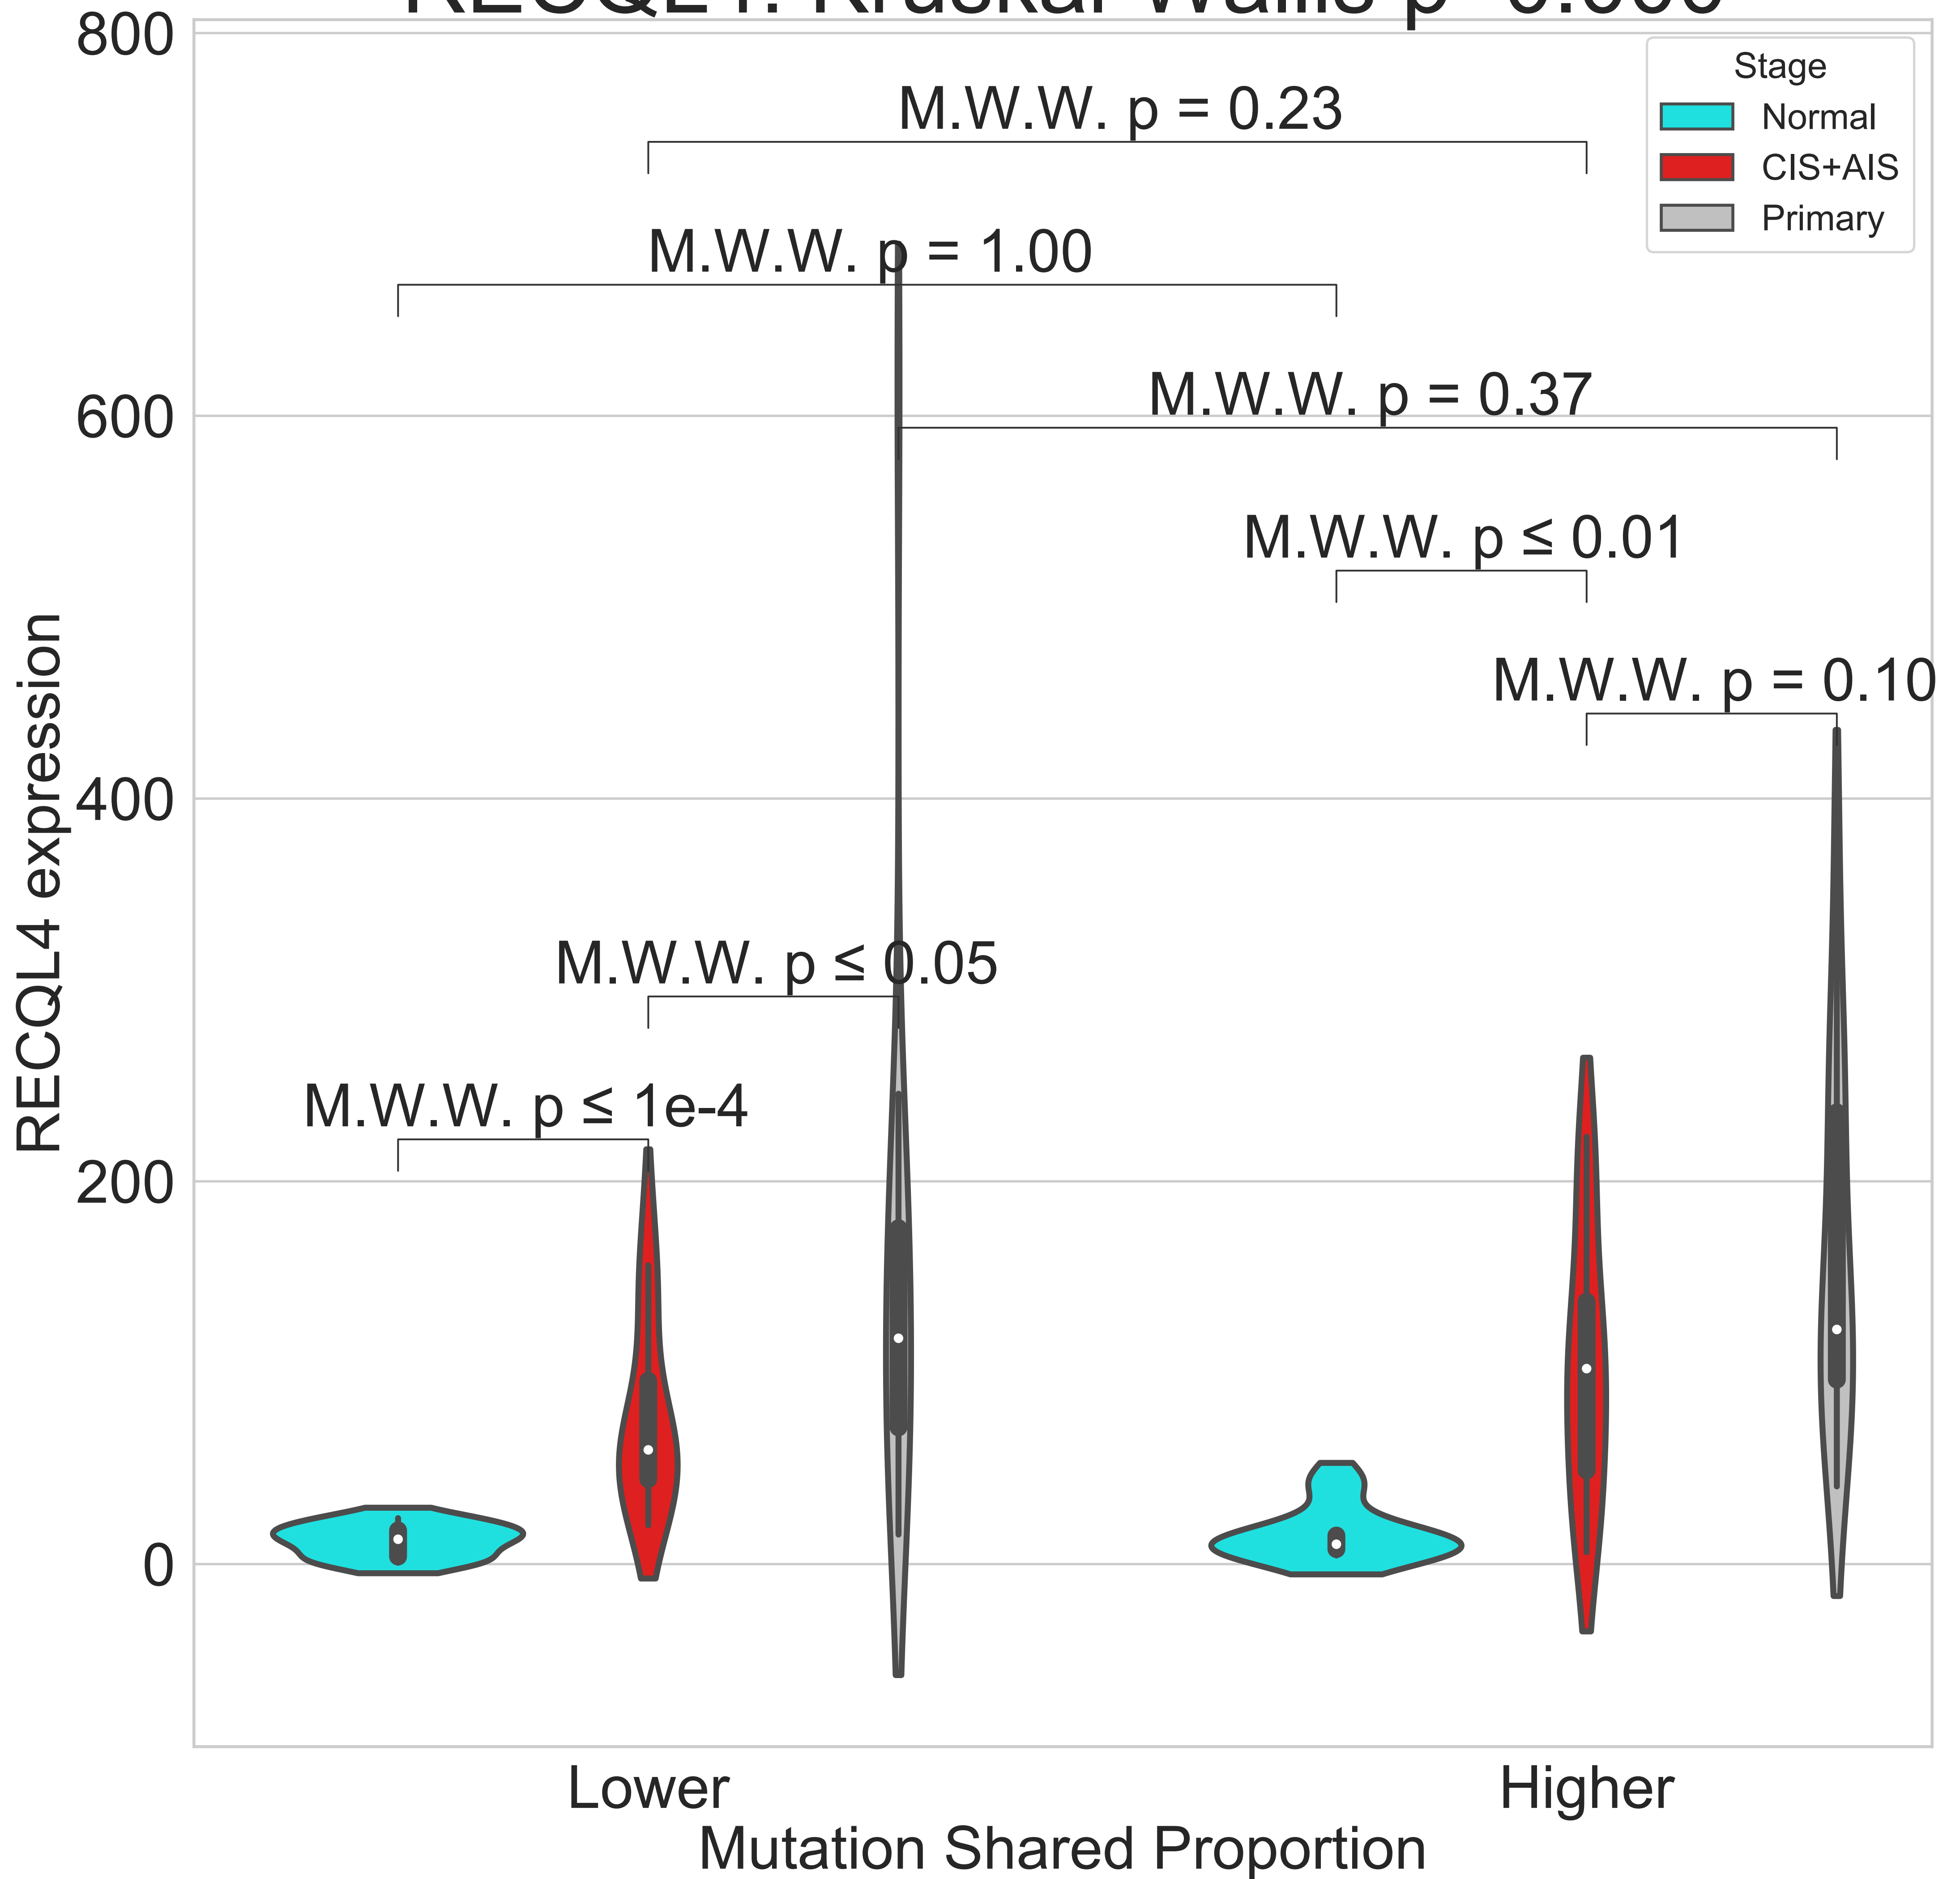 800
Stage
Normal
CIS+AIS
Primary
M.W.W. p = 0.23
M.W.W. p = 1.00
600
M.W.W. p = 0.37
M.W.W. p ≤ 0.01
M.W.W. p = 0.10
RECQL4 expression
400
M.W.W. p ≤ 0.05
M.W.W. p ≤ 1e-4
200
0
Lower
Higher
Mutation Shared Proportion